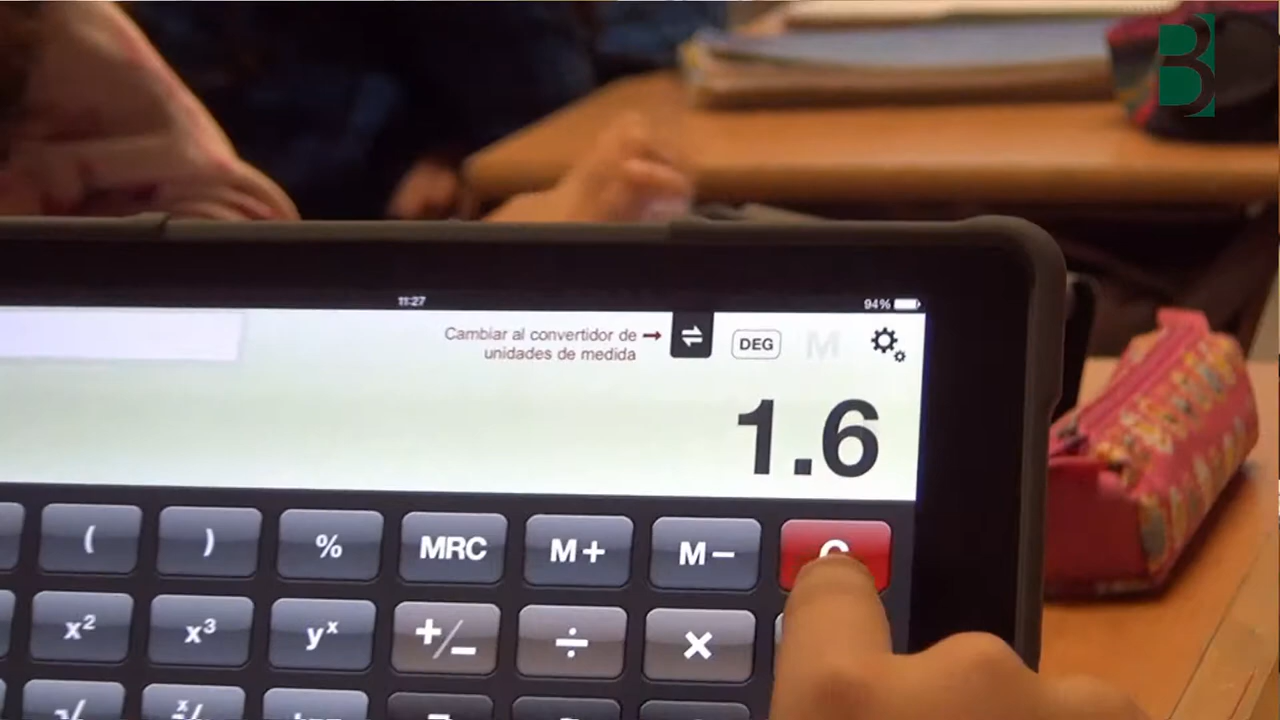 B
11:27
94%
Cambiar al convertidor de
unidades de medida
DEG
M
1.6
( ) % MRC M+ M− C
x² x³ yˣ +/− ÷ ×